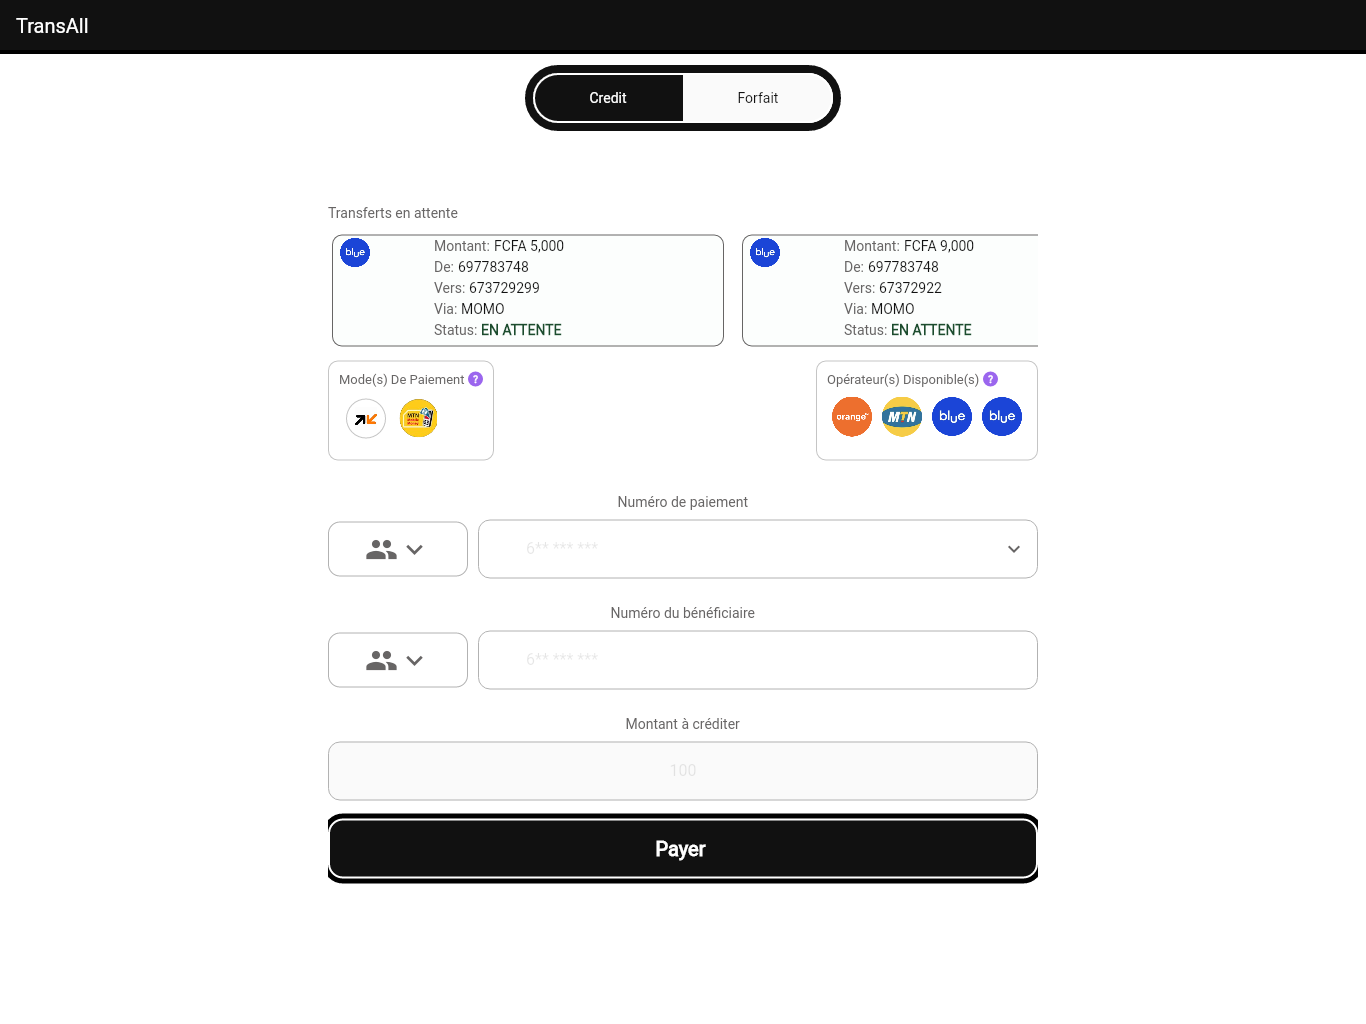 TransAll
Credit
Forfait
Transferts en attente
blue
Montant: FCFA 5,000
De: 697783748
Vers: 673729299
Via: MOMO
Status: EN ATTENTE
blue
Montant: FCFA 9,000
De: 697783748
Vers: 67372922
Via: MOMO
Status: EN ATTENTE
Mode(s) De Paiement ?
MTN
Opérateur(s) Disponible(s) ?
orange
MTN
blue
blue
Numéro de paiement
6** *** ***
Numéro du bénéficiaire
6** *** ***
Montant à créditer
100
Payer